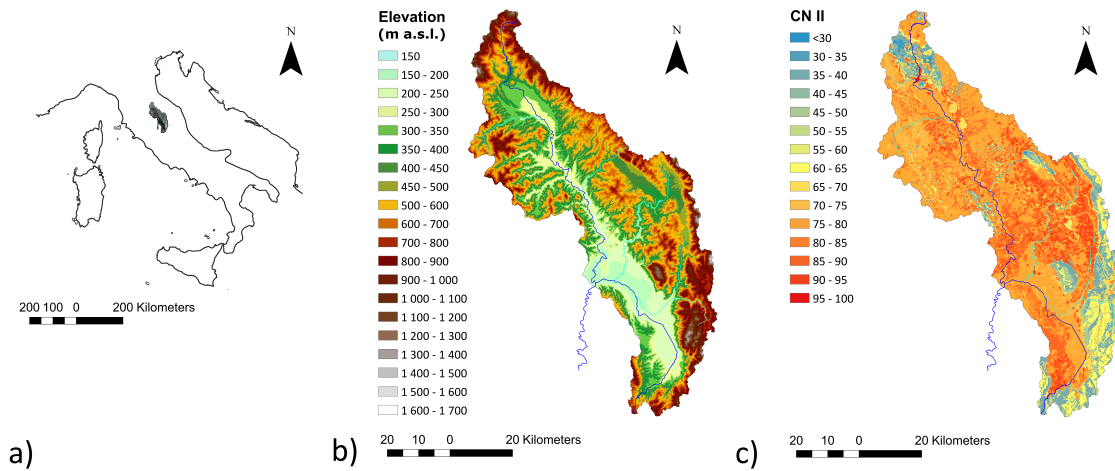 N
200 100 0 200 Kilometers
a)
Elevation
(m a.s.l.)
150
150 - 200
200 - 250
250 - 300
300 - 350
350 - 400
400 - 450
450 - 500
500 - 600
600 - 700
700 - 800
800 - 900
900 - 1 000
1 000 - 1 100
1 100 - 1 200
1 200 - 1 300
1 300 - 1 400
1 400 - 1 500
1 500 - 1 600
1 600 - 1 700
N
20 10 0 20 Kilometers
b)
CN II
<30
30 - 35
35 - 40
40 - 45
45 - 50
50 - 55
55 - 60
60 - 65
65 - 70
70 - 75
75 - 80
80 - 85
85 - 90
90 - 95
95 - 100
N
20 10 0 20 Kilometers
c)